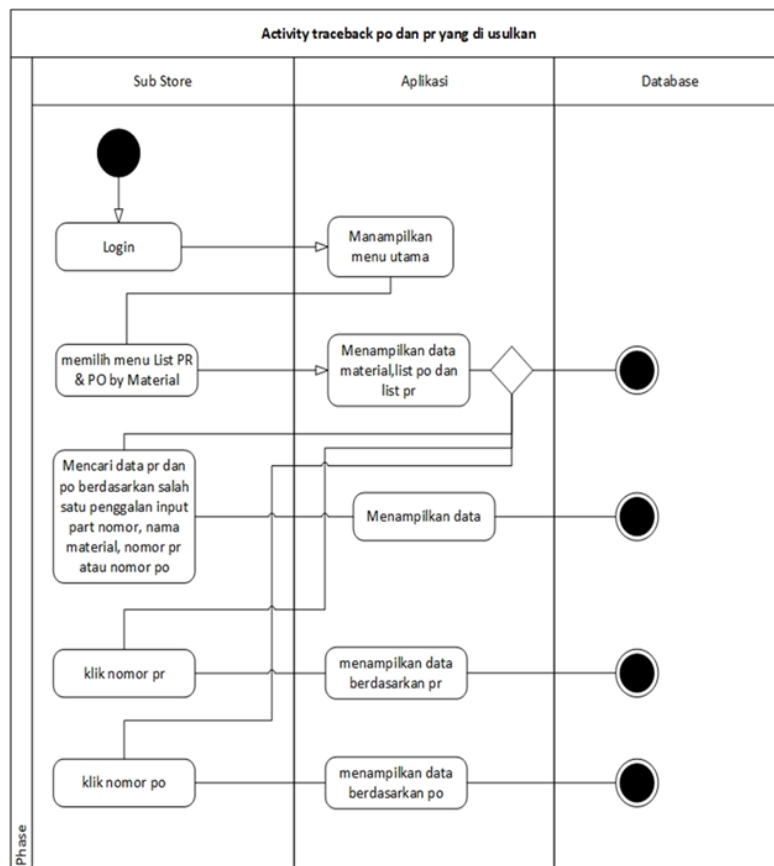 Activity traceback po dan pr yang di usulkan
Sub Store
Aplikasi
Database
Login
Manampilkan
menu utama
memilih menu List PR
& PO by Material
Menampilkan data
material,list po dan
list pr
Mencari data pr dan
po berdasarkan salah
satu penggalan input
part nomor, nama
material, nomor pr
atau nomor po
Menampilkan data
klik nomor pr
menampilkan data
berdasarkan pr
klik nomor po
menampilkan data
berdasarkan po
Phase